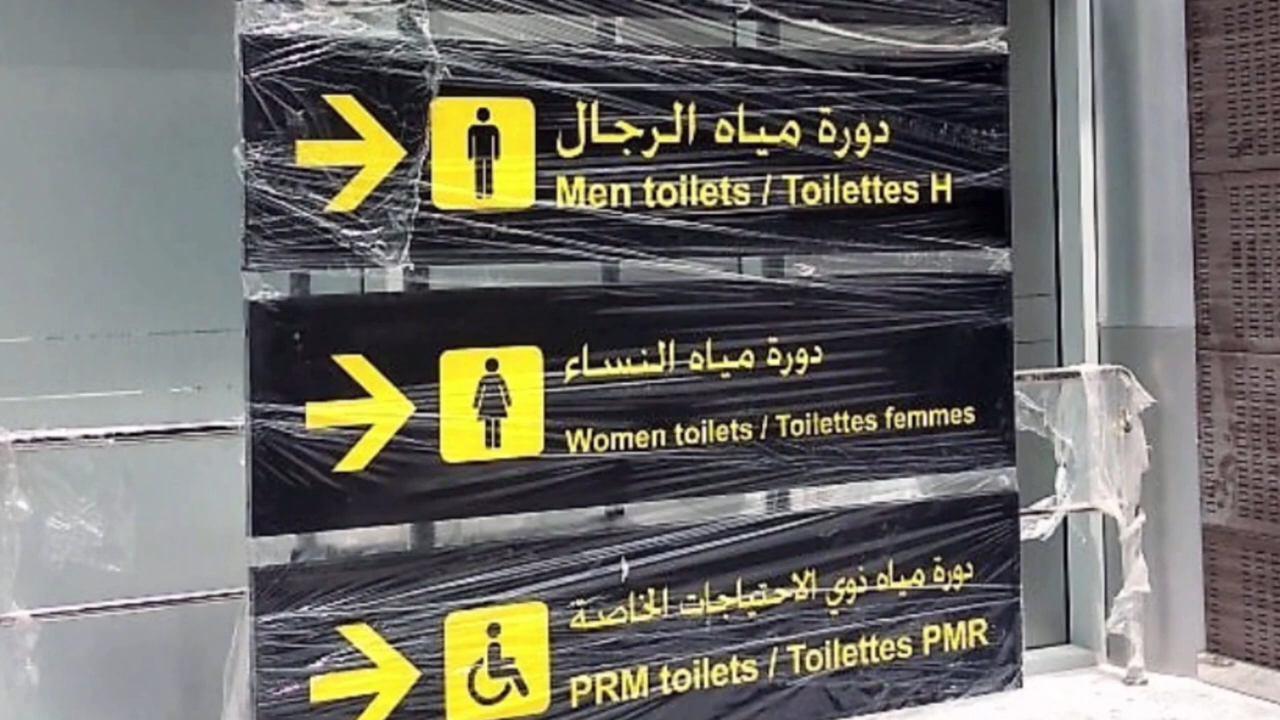 دورة مياه الرجال
Men toilets / Toilettes H
دورة مياه النساء
Women toilets / Toilettes femmes
دورة مياه ذوي الاحتياجات الخاصة
PRM toilets / Toilettes PMR